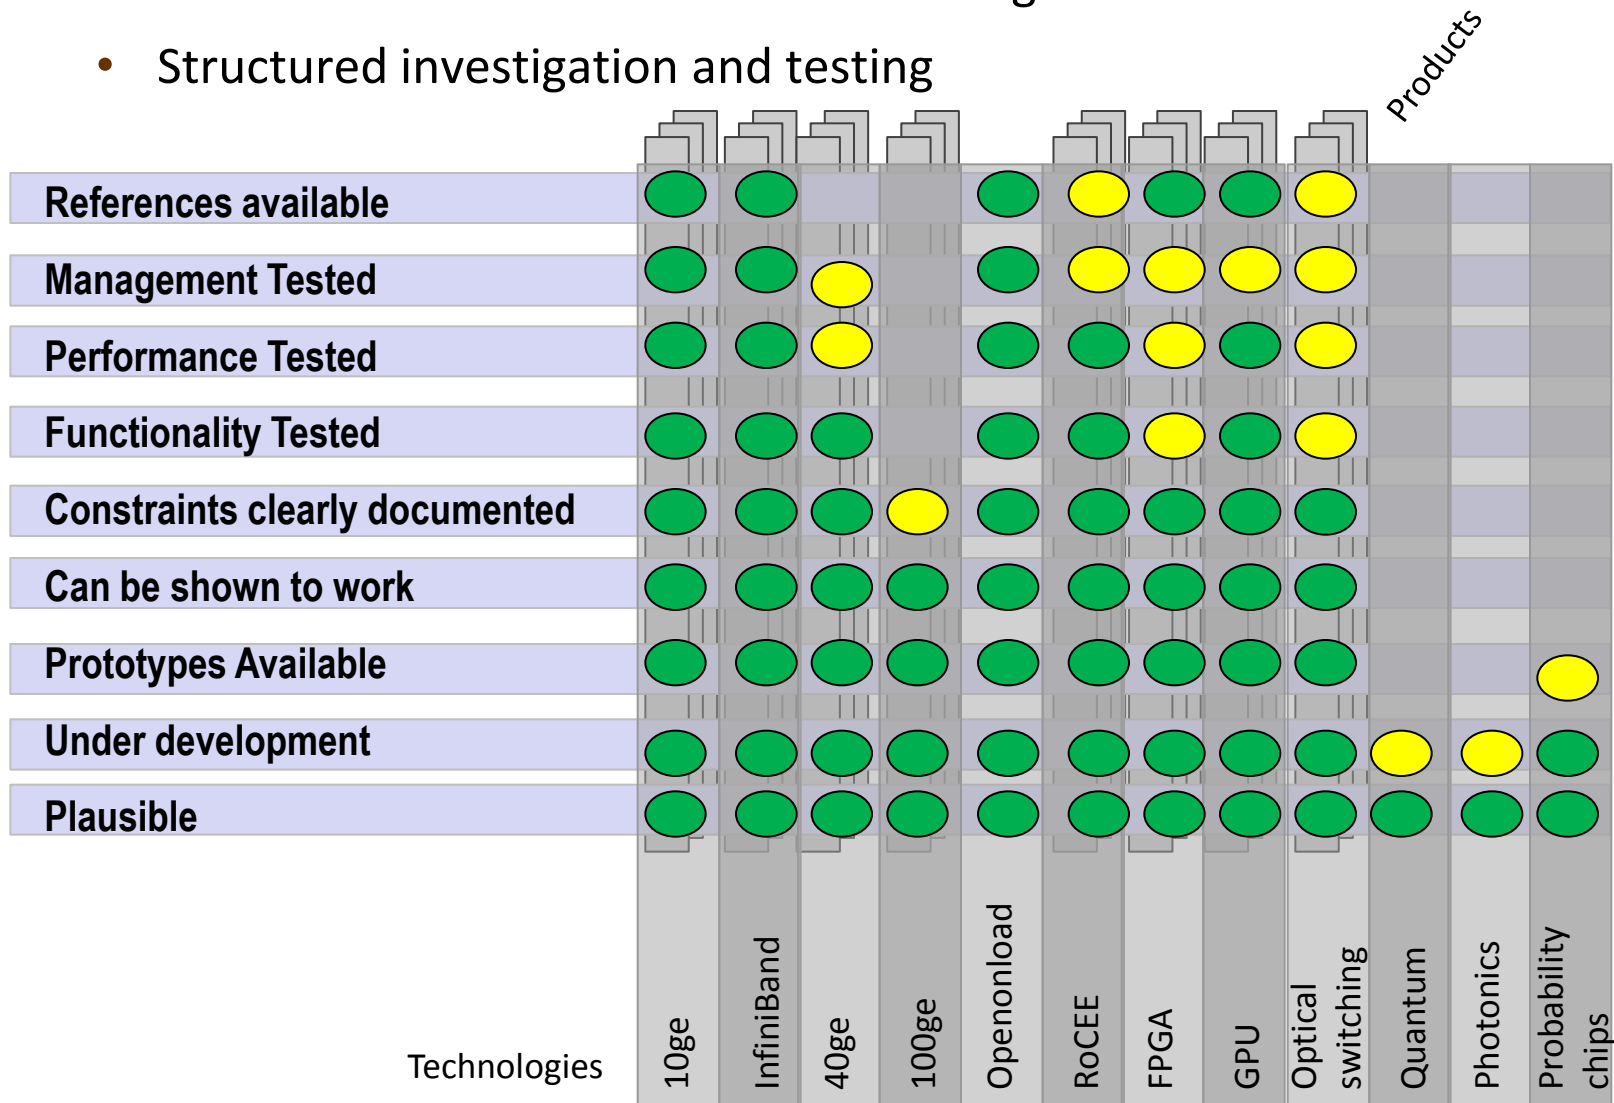 • Structured investigation and testing
Products
References available
Management Tested
Performance Tested
Functionality Tested
Constraints clearly documented
Can be shown to work
Prototypes Available
Under development
Plausible
Technologies
10ge
InfiniBand
40ge
100ge
Openonload
RoCEE
FPGA
GPU
Optical
switching
Quantum
Photonics
Probability
chips